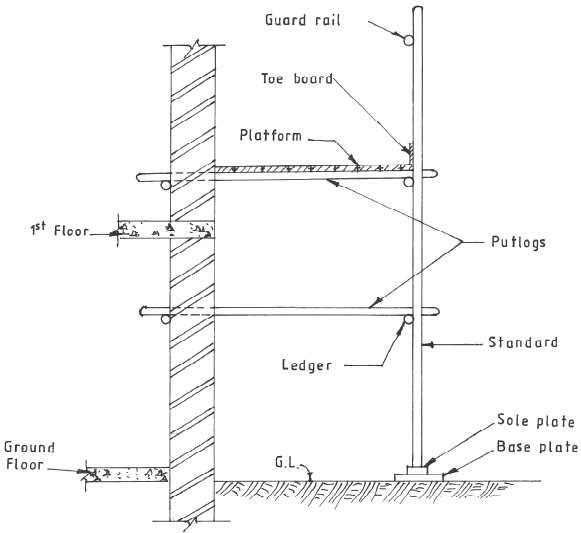 Guard rail
Toe board
Platform
1st Floor
Putlogs
Ledger
Standard
Sole plate
Base plate
Ground
Floor
G.L.